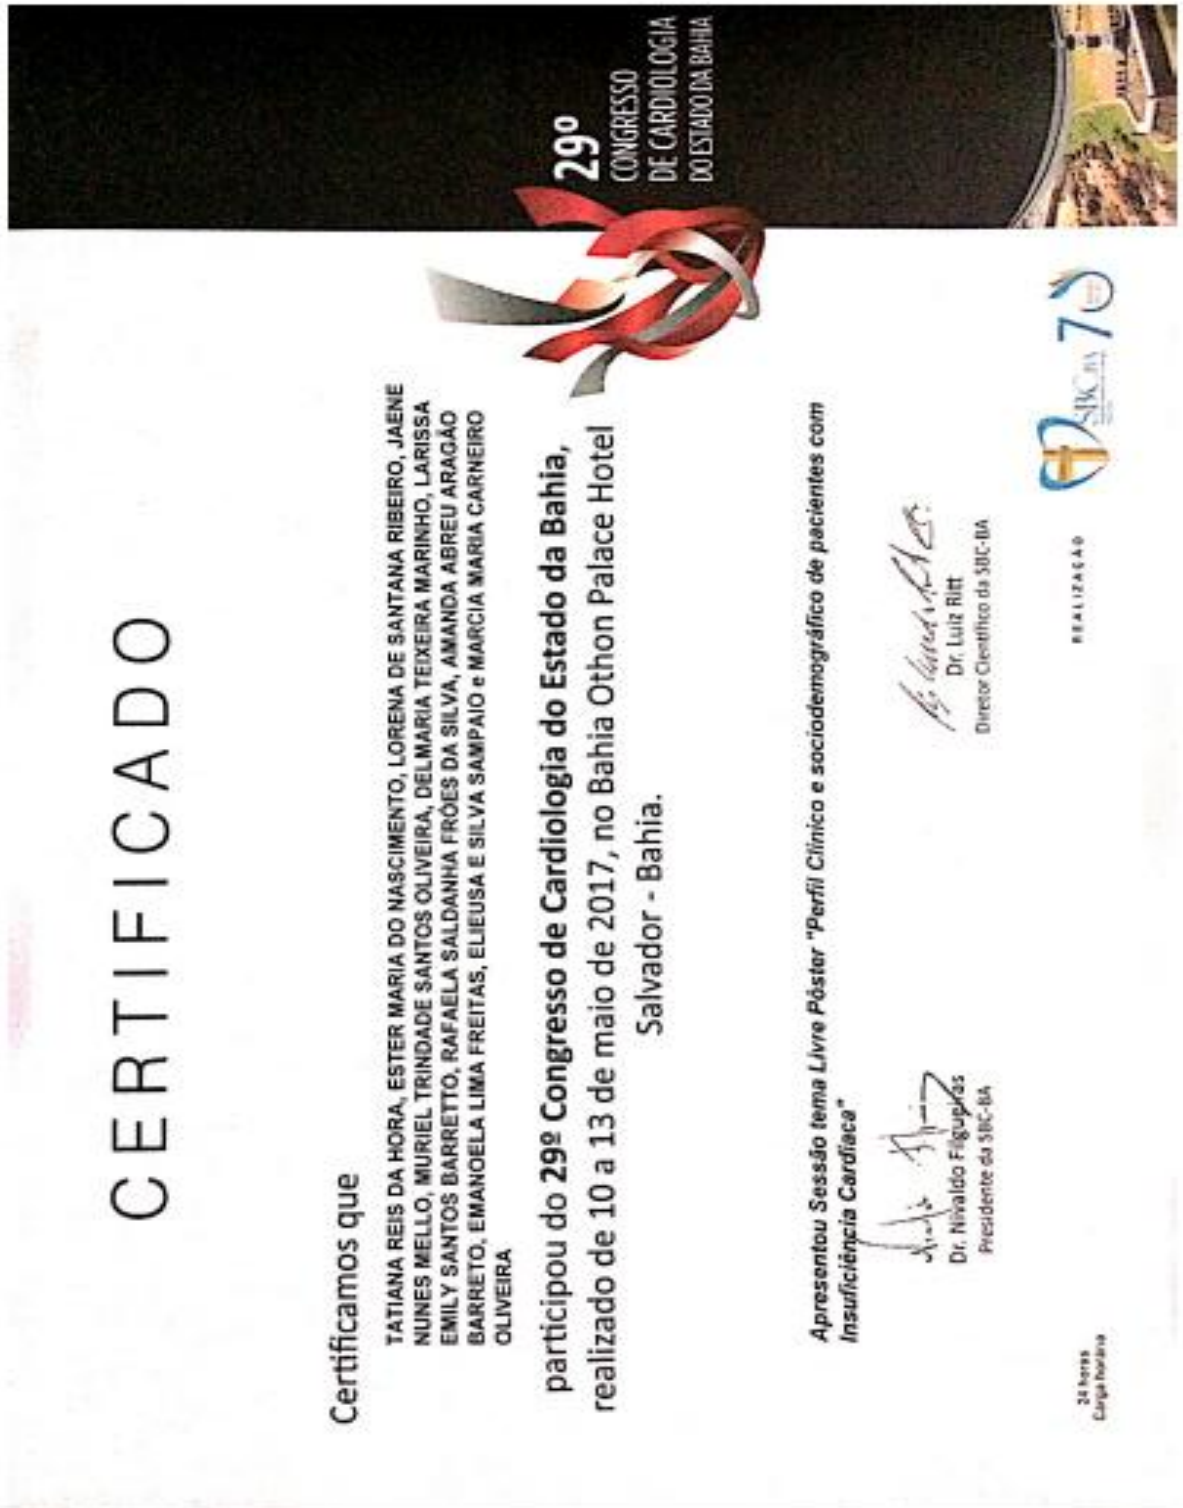 CERTIFICADO
29º
CONGRESSO
DE CARDIOLOGIA
DO ESTADO DA BAHIA
Certificamos que
TATIANA REIS DA HORA, ESTER MARIA DO NASCIMENTO, LORENA DE SANTANA RIBEIRO, JAENE
NUNES MELLO, MURIEL TRINDADE SANTOS OLIVEIRA, DELMARIA TEIXEIRA MARINHO, LARISSA
EMILY SANTOS BARRETTO, RAFAELA SALDANHA FRÓES DA SILVA, AMANDA ABREU ARAGÃO
BARRETO, EMANOELA LIMA FREITAS, ELIEUSA E SILVA SAMPAIO e MARCIA MARIA CARNEIRO
OLIVEIRA
participou do 29º Congresso de Cardiologia do Estado da Bahia,
realizado de 10 a 13 de maio de 2017, no Bahia Othon Palace Hotel
Salvador - Bahia.
Apresentou Sessão tema Livre Pôster "Perfil Clínico e sociodemográfico de pacientes com
Insuficiência Cardíaca"
Dr. Nivaldo Filgueiras
Presidente da SBC-BA
Dr. Luiz Ritt
Diretor Científico da SBC-BA
24 horas
Carga horária
REALIZAÇÃO
SBC BA
70